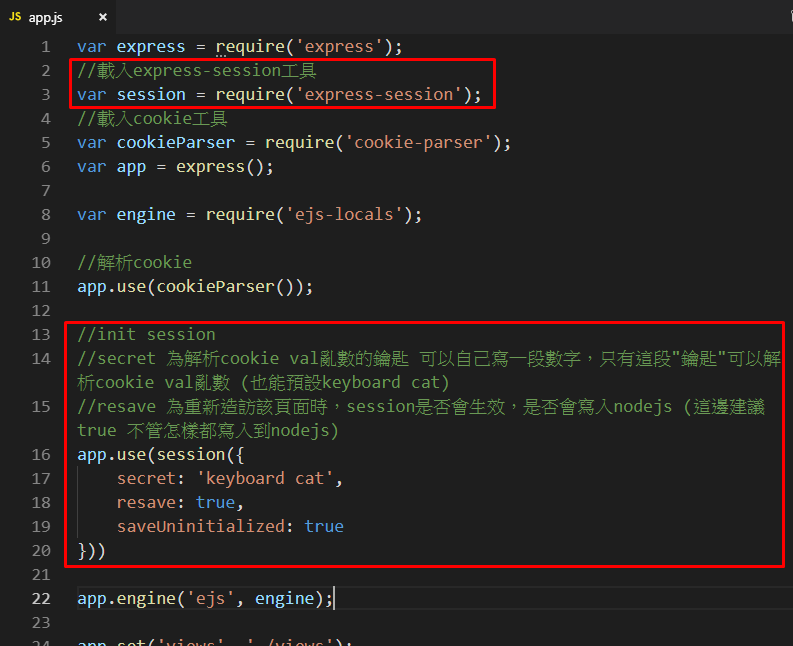 JS app.js ×
1 var express = require('express');
2 //載入express-session工具
3 var session = require('express-session');
4 //載入cookie工具
5 var cookieParser = require('cookie-parser');
6 var app = express();
7
8 var engine = require('ejs-locals');
9
10 //解析cookie
11 app.use(cookieParser());
12
13 //init session
14 //secret 為解析cookie val亂數的鑰匙 可以自己寫一段數字，只有這段"鑰匙"可以解
析cookie val亂數 (也能預設keyboard cat)
15 //resave 為重新造訪該頁面時，session是否會生效，是否會寫入nodejs (這邊建議
true 不管怎樣都寫入到nodejs)
16 app.use(session({
17 secret: 'keyboard cat',
18 resave: true,
19 saveUninitialized: true
20 }))
21
22 app.engine('ejs', engine);
23
24 app.set('views', './views');